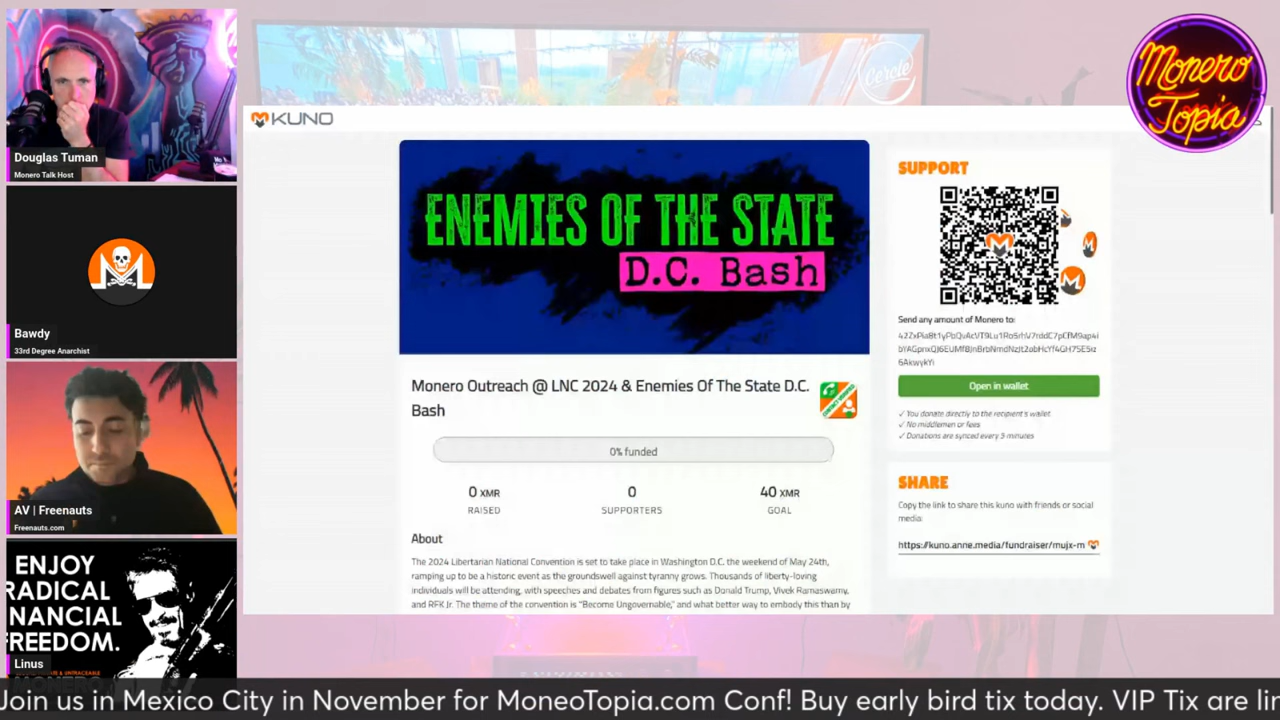 Douglas Tuman
Monero Talk Host
Bawdy
33rd Degree Anarchist
AV | Freenauts
Freenauts.com
ENJOY
RADICAL
NANCIAL
FREEDOM.
Linus
Cercle
Monero
Topia
KUNO
ENEMIES OF THE STATE
D.C. Bash
Monero Outreach @ LNC 2024 & Enemies Of The State D.C.
Bash
0% funded
0 XMR
RAISED
0
SUPPORTERS
40 XMR
GOAL
About
The 2024 Libertarian National Convention is set to take place in Washington D.C. the weekend of May 24th,
ramping up to be a historic event as the groundswell against tyranny grows. Thousands of liberty-loving
individuals will be attending, with speeches and debates from figures such as Donald Trump, Vivek Ramaswamy,
and RFK Jr. The theme of the convention is "Become Ungovernable," and what better way to embody this than by
SUPPORT
Send any amount of Monero to:
Open in wallet
✓ You donate directly to the recipient's wallet
✓ No middlemen or fees
✓ Donations are synced every 5 minutes
SHARE
Copy the link to share this kuno with friends or social
media:
https://kuno.anne.media/fundraiser/mujx-m
Join us in Mexico City in November for MoneoTopia.com Conf! Buy early bird tix today. VIP Tix are lin